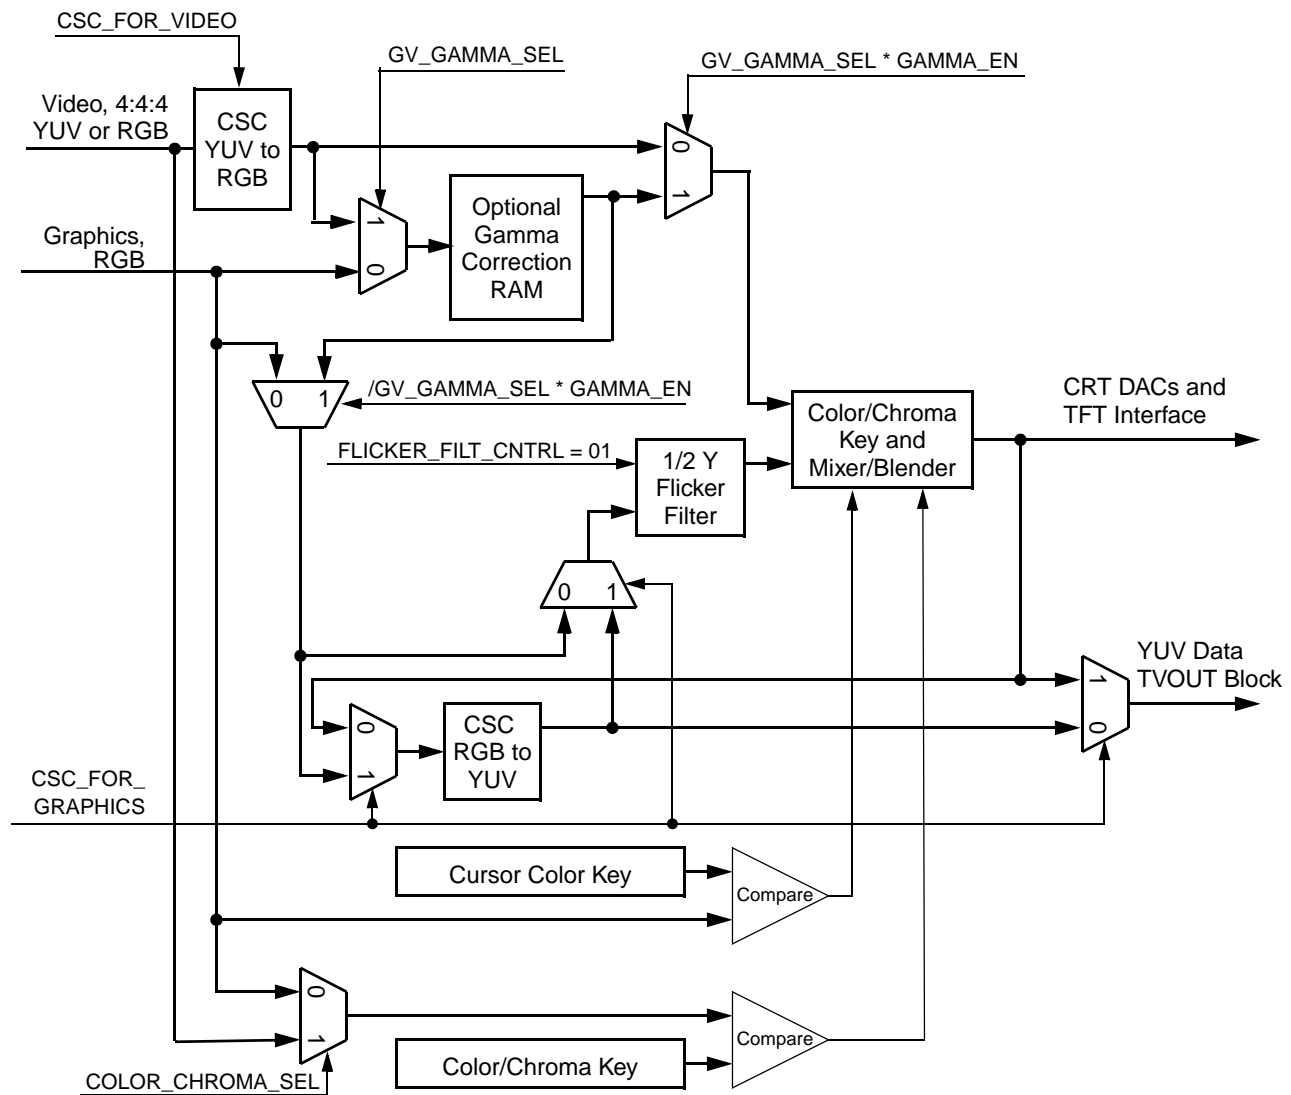 CSC_FOR_VIDEO
GV_GAMMA_SEL
GV_GAMMA_SEL * GAMMA_EN
Video, 4:4:4
YUV or RGB
CSC
YUV to
RGB
0
1
1
0
Optional
Gamma
Correction
RAM
Graphics,
RGB
0 1
/GV_GAMMA_SEL * GAMMA_EN
Color/Chroma
Key and
Mixer/Blender
CRT DACs and
TFT Interface
FLICKER_FILT_CNTRL = 01
1/2 Y
Flicker
Filter
0 1
YUV Data
TVOUT Block
1
0
0
1
CSC
RGB to
YUV
CSC_FOR_
GRAPHICS
Cursor Color Key
Compare
0
1
Compare
Color/Chroma Key
COLOR_CHROMA_SEL